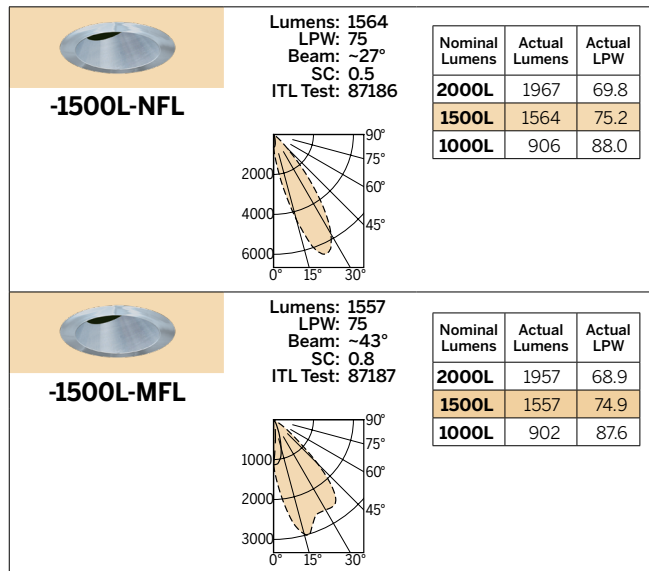 -1500L-NFL
Lumens: 1564
LPW: 75
Beam: ~27°
SC: 0.5
ITL Test: 87186
2000
4000
6000
0° 15° 30°
90°
75°
60°
45°
Nominal Lumens Actual Lumens Actual LPW
2000L 1967 69.8
1500L 1564 75.2
1000L 906 88.0
-1500L-MFL
Lumens: 1557
LPW: 75
Beam: ~43°
SC: 0.8
ITL Test: 87187
1000
2000
3000
0° 15° 30°
90°
75°
60°
45°
Nominal Lumens Actual Lumens Actual LPW
2000L 1957 68.9
1500L 1557 74.9
1000L 902 87.6